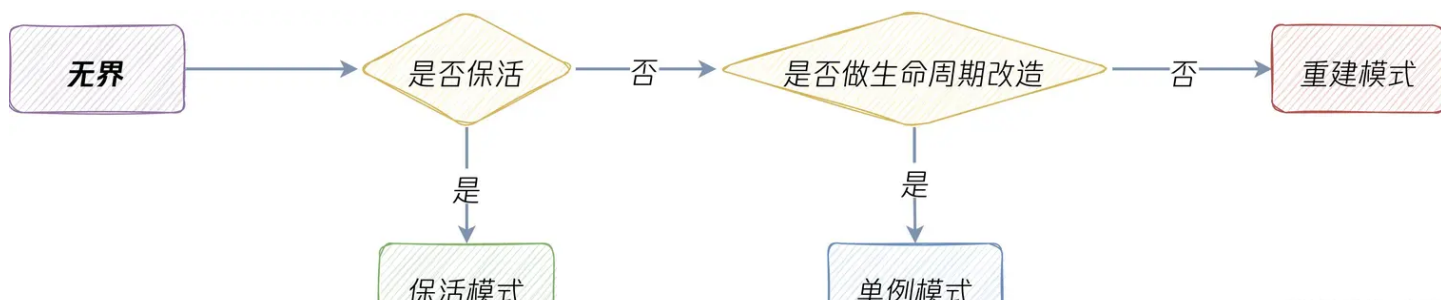 无界
是否保活
否
是否做生命周期改造
否
重建模式
是
是
保活模式
单例模式